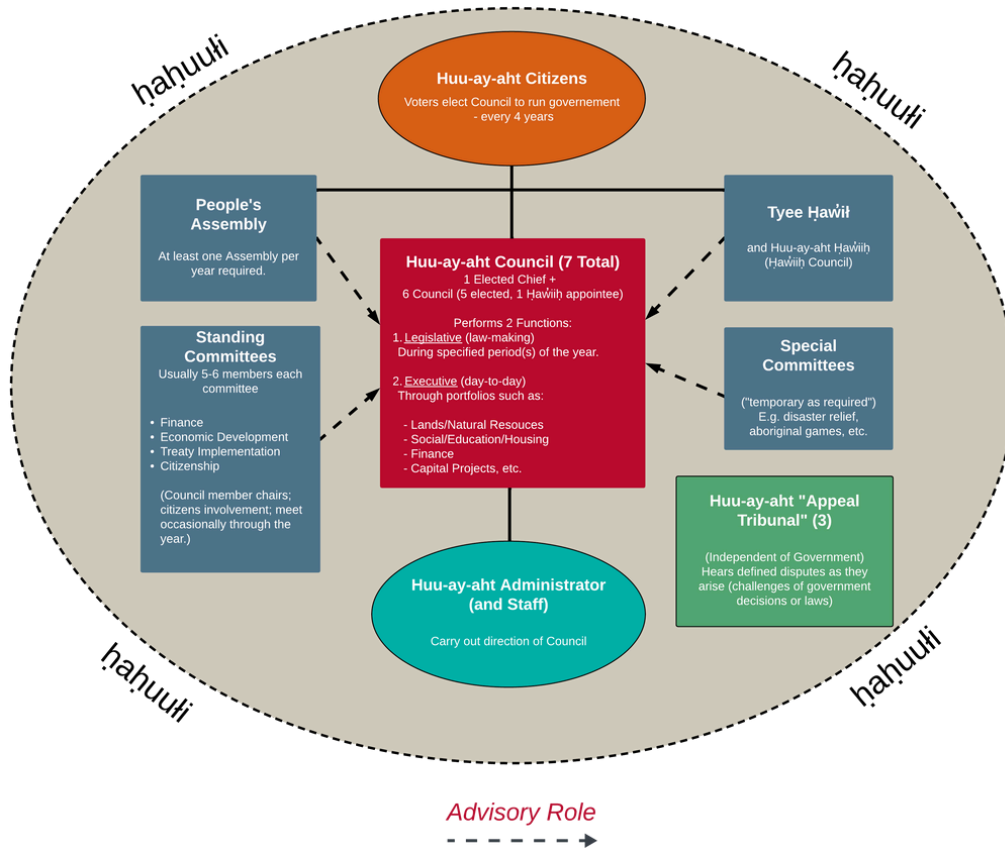 ḥaḥuułi
ḥaḥuułi
Huu-ay-aht Citizens
Voters elect Council to run governement
- every 4 years
People's
Assembly
At least one Assembly per
year required.
Tyee Ḥaw̓ił
and Huu-ay-aht Ḥaw̓iiḥ
(Ḥaw̓iiḥ Council)
Huu-ay-aht Council (7 Total)
1 Elected Chief +
6 Council (5 elected, 1 Ḥaw̓iiḥ appointee)
Performs 2 Functions:
1. Legislative (law-making)
During specified period(s) of the year.
2. Executive (day-to-day)
Through portfolios such as:
- Lands/Natural Resouces
- Social/Education/Housing
- Finance
- Capital Projects, etc.
Standing
Committees
Usually 5-6 members each
committee
• Finance
• Economic Development
• Treaty Implementation
• Citizenship
(Council member chairs;
citizens involvement; meet
occasionally through the
year.)
Special
Committees
("temporary as required")
E.g. disaster relief,
aboriginal games, etc.
Huu-ay-aht "Appeal
Tribunal" (3)
(Independent of Government)
Hears defined disputes as they
arise (challenges of government
decisions or laws)
Huu-ay-aht Administrator
(and Staff)
Carry out direction of Council
ḥaḥuułi
ḥaḥuułi
Advisory Role